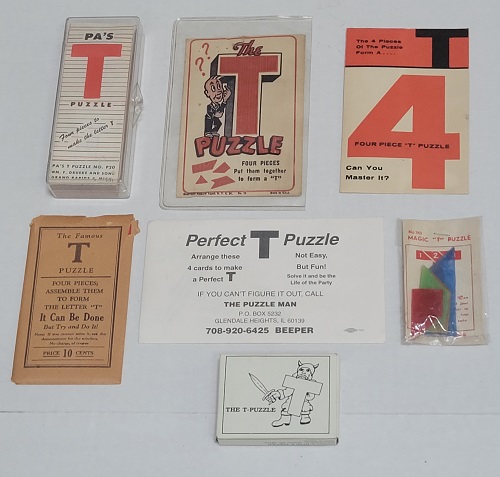 PA'S
T
PUZZLE
Four pieces to
make the letter T
PA'S T PUZZLE NO. P20
WM. F. DREUER AND SONS
GRAND RAPIDS
? ? ?
The
T
PUZZLE
FOUR PIECES
Put them together
to form a "T"
The 4 Pieces
Of The Puzzle
Form A....
T
4
FOUR PIECE "T" PUZZLE
Can You
Master It?
The Famous
T
PUZZLE
FOUR PIECES;
ASSEMBLE THEM
TO FORM
THE LETTER "T"
It Can Be Done
But Try and Do It!
PRICE 10 CENTS
Perfect T Puzzle
Arrange these
4 cards to make
a Perfect T
Not Easy,
But Fun!
Solve it and be the
Life of the Party
IF YOU CAN'T FIGURE IT OUT, CALL
THE PUZZLE MAN
P.O. BOX 5232
GLENDALE HEIGHTS, IL 60139
708-920-6425 BEEPER
MAGIC "T" PUZZLE
1 2
THE T-PUZZLE
T